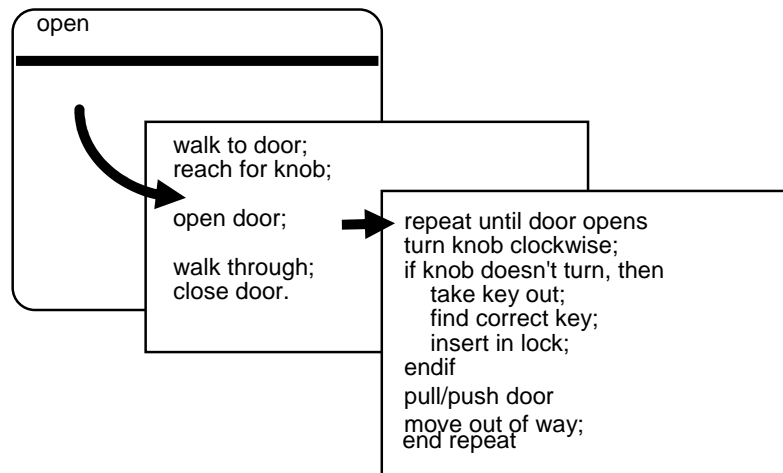 open
walk to door;
reach for knob;
open door;
walk through;
close door.
repeat until door opens
turn knob clockwise;
if knob doesn't turn, then
take key out;
find correct key;
insert in lock;
endif
pull/push door
move out of way;
end repeat